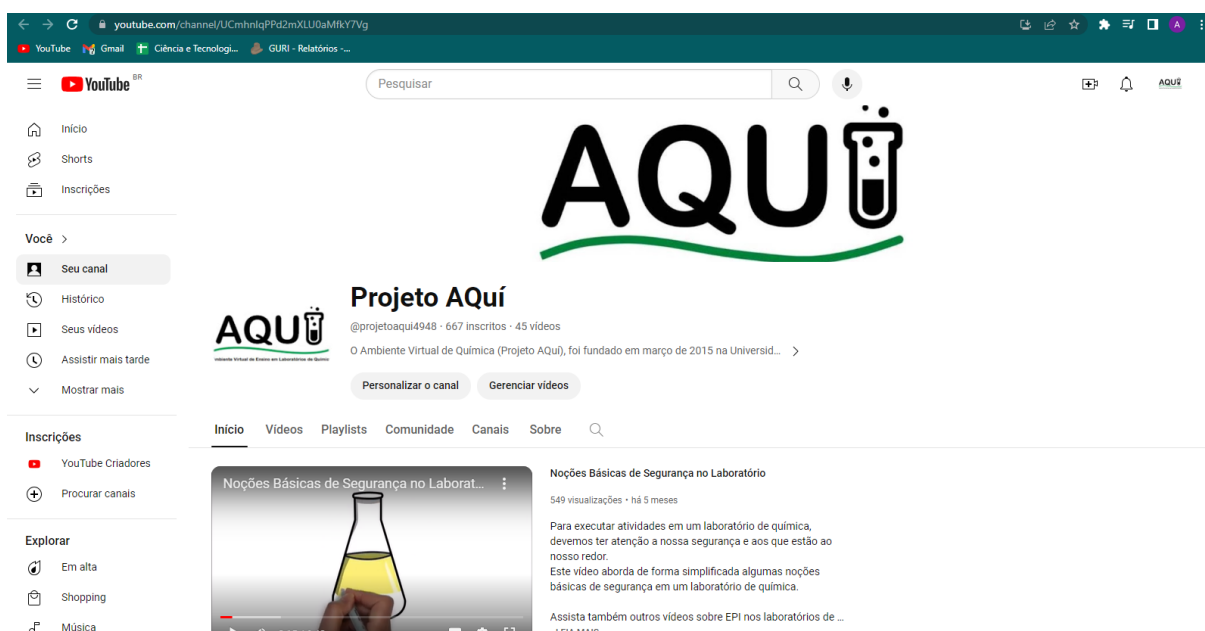 youtube.com/channel/UCmhnIqPPd2mXLU0aMfkY7Vg
A
YouTube
Gmail
Ciência e Tecnologi...
GURI - Relatórios -...
YouTube BR
Pesquisar
AQUí
AQUÍ
Início
Shorts
Inscrições
Você
Seu canal
Histórico
Seus vídeos
Assistir mais tarde
Mostrar mais
Inscrições
YouTube Criadores
Procurar canais
Explorar
Em alta
Shopping
Música
AQUÍ
Projeto AQuí
@projetoaqui4948 · 667 inscritos · 45 vídeos
O Ambiente Virtual de Química (Projeto AQuí), foi fundado em março de 2015 na Universid...
Personalizar o canal
Gerenciar vídeos
Início
Vídeos
Playlists
Comunidade
Canais
Sobre
Noções Básicas de Segurança no Laborat...
Noções Básicas de Segurança no Laboratório
549 visualizações • há 5 meses
Para executar atividades em um laboratório de química,
devemos ter atenção a nossa segurança e aos que estão ao
nosso redor.
Este vídeo aborda de forma simplificada algumas noções
básicas de segurança em um laboratório de química.
Assista também outros vídeos sobre EPI nos laboratórios de ...